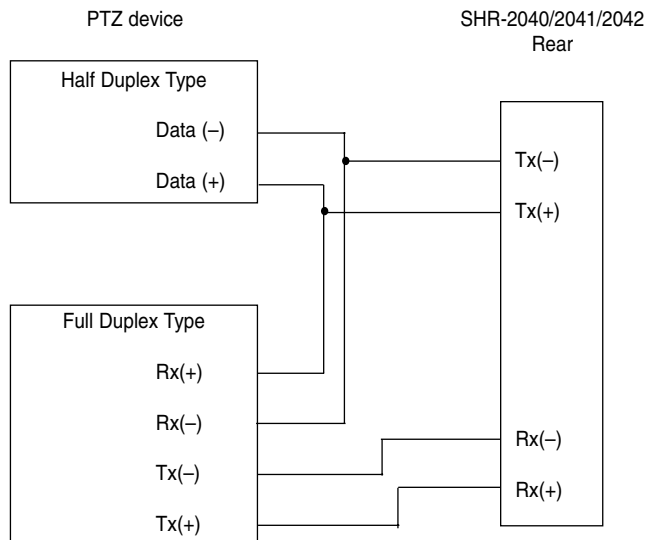 PTZ device
SHR-2040/2041/2042
Rear
Half Duplex Type
Data (–)
Data (+)
Tx(–)
Tx(+)
Full Duplex Type
Rx(+)
Rx(–)
Tx(–)
Tx(+)
Rx(–)
Rx(+)